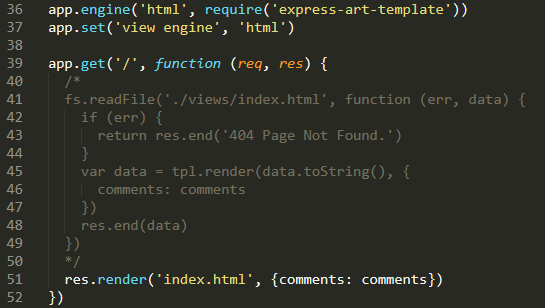 36 app.engine('html', require('express-art-template'))
37 app.set('view engine', 'html')
38
39 app.get('/', function (req, res) {
40   /*
41   fs.readFile('./views/index.html', function (err, data) {
42     if (err) {
43       return res.end('404 Page Not Found.')
44     }
45     var data = tpl.render(data.toString(), {
46       comments: comments
47     })
48     res.end(data)
49   })
50   */
51   res.render('index.html', {comments: comments})
52 })